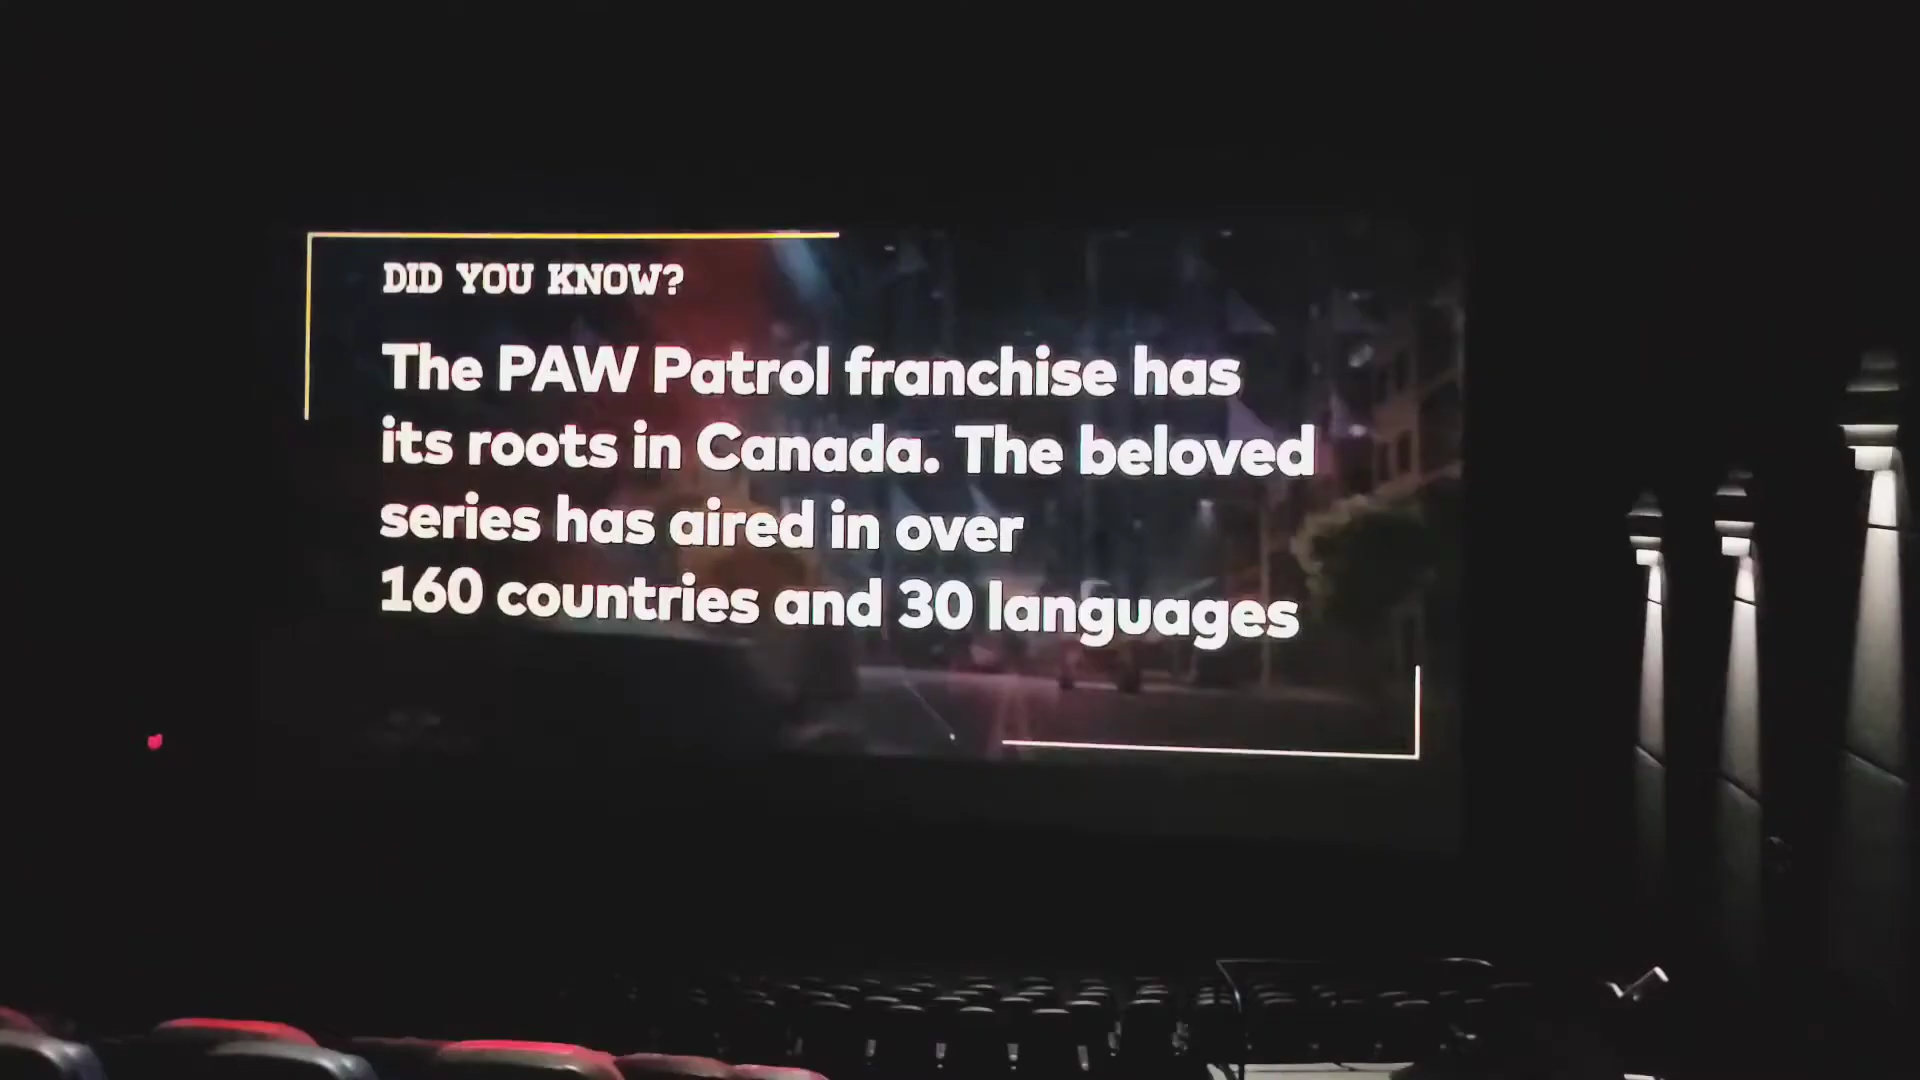 DID YOU KNOW?
The PAW Patrol franchise has
its roots in Canada. The beloved
series has aired in over
160 countries and 30 languages